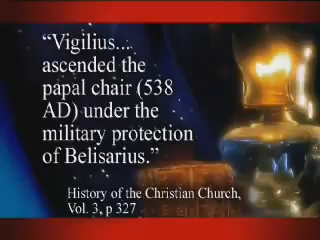 “Vigilius...
ascended the
papal chair (538
AD) under the
military protection
of Belisarius.”
History of the Christian Church,
Vol. 3, p 327